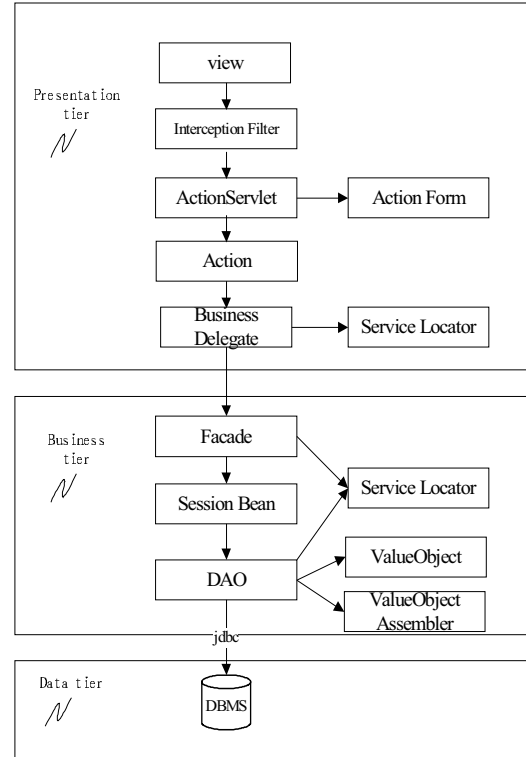 view
Presentation
tier
Interception Filter
ActionServlet
Action Form
Action
Business
Delegate
Service Locator
Business
tier
Facade
Service Locator
Session Bean
DAO
ValueObject
ValueObject
Assembler
jdbc
Data tier
DBMS